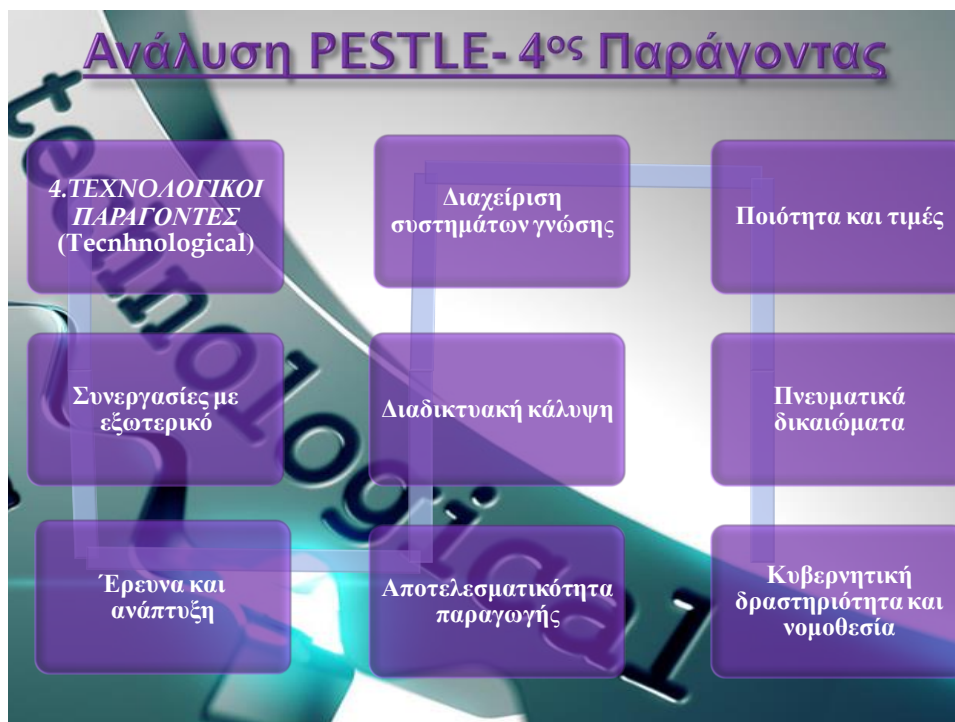 Ανάλυση PESTLE- 4ος Παράγοντας
4.ΤΕΧΝΟΛΟΓΙΚΟΙ
ΠΑΡΑΓΟΝΤΕΣ
(Tecnhnological)
Συνεργασίες με
εξωτερικό
Έρευνα και
ανάπτυξη
Αποτελεσματικότητα
παραγωγής
Διαδικτυακή κάλυψη
Διαχείριση
συστημάτων γνώσης
Ποιότητα και τιμές
Πνευματικά
δικαιώματα
Κυβερνητική
δραστηριότητα και
νομοθεσία
technological